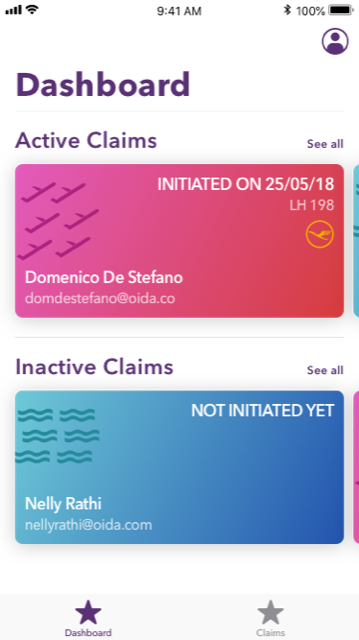 9:41 AM
100%
Dashboard
Active Claims
See all
INITIATED ON 25/05/18
LH 198
Domenico De Stefano
domdestefano@oida.co
Inactive Claims
See all
NOT INITIATED YET
Nelly Rathi
nellyrathi@oida.com
Dashboard
Claims